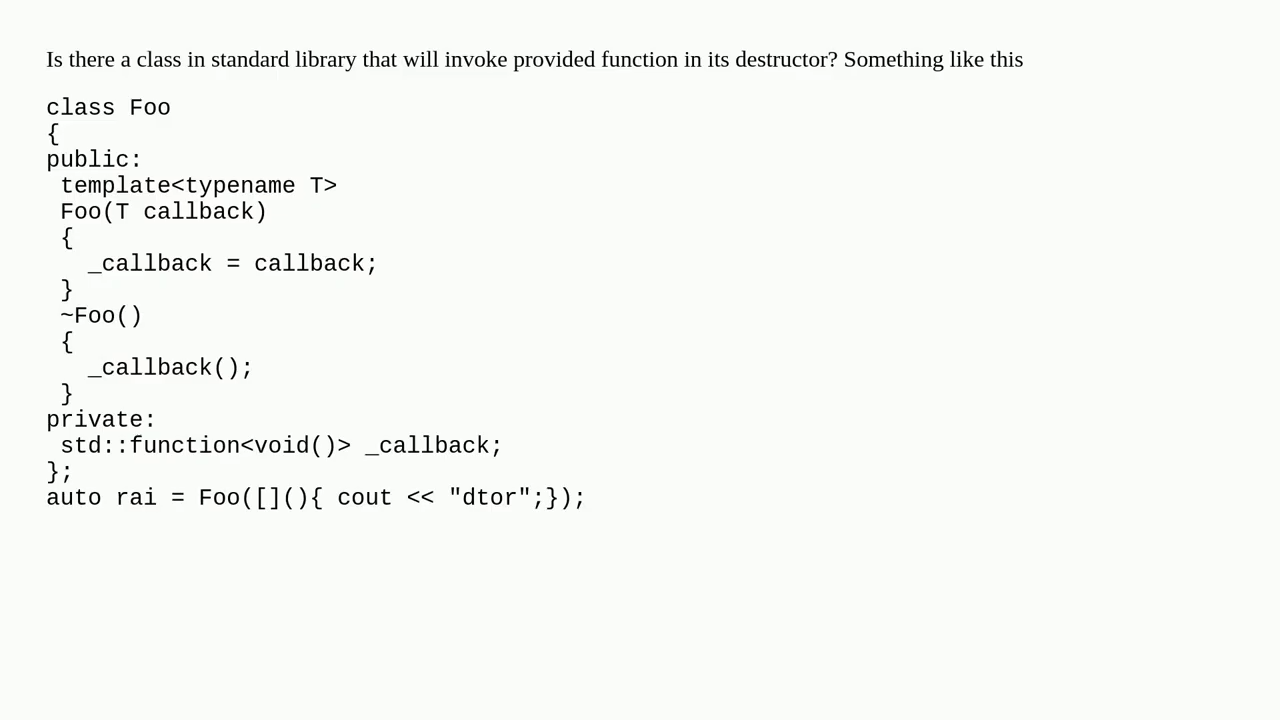 Is there a class in standard library that will invoke provided function in its destructor? Something like this
class Foo
{
public:
 template<typename T>
 Foo(T callback)
 {
   _callback = callback;
 }
 ~Foo()
 {
   _callback();
 }
private:
 std::function<void()> _callback;
};
auto rai = Foo([](){ cout << "dtor";});